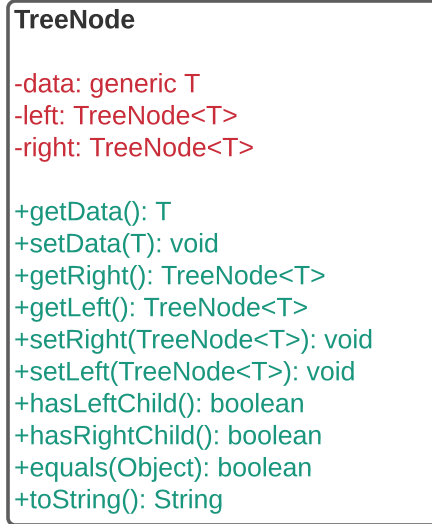 TreeNode
-data: generic T
-left: TreeNode<T>
-right: TreeNode<T>
+getData(): T
+setData(T): void
+getRight(): TreeNode<T>
+getLeft(): TreeNode<T>
+setRight(TreeNode<T>): void
+setLeft(TreeNode<T>): void
+hasLeftChild(): boolean
+hasRightChild(): boolean
+equals(Object): boolean
+toString(): String